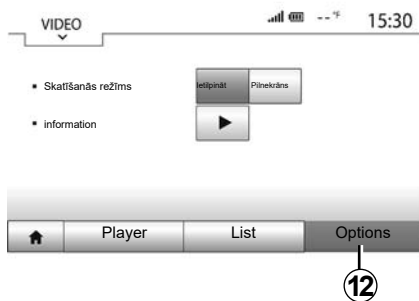 VIDEO
--°F
15:30
▪ Skatīšanās režīms
Ietilpināt
Pilnekrāns
▪ information
Player
List
Options
12